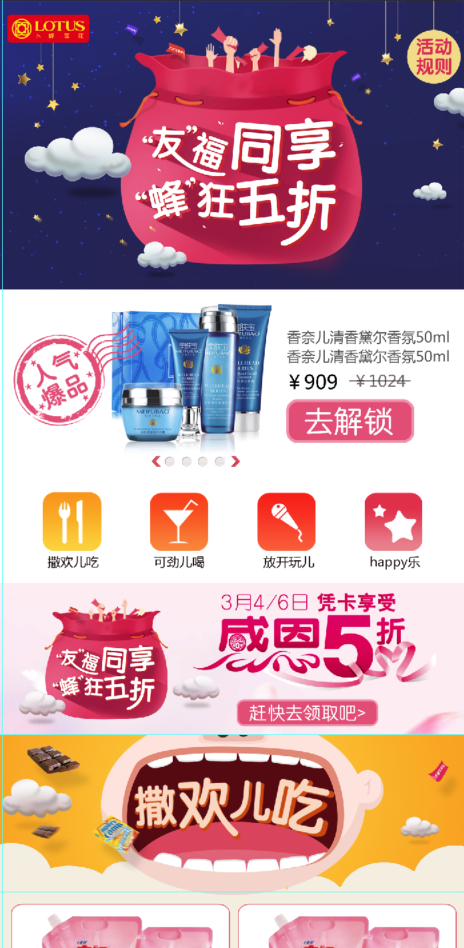 LOTUS
卜蜂莲花
活动
规则
“友”福同享
“蜂”狂五折
人气
爆品
香奈儿清香黛尔香氛50ml
香奈儿清香黛尔香氛50ml
￥909 ￥1024
去解锁
撒欢儿吃 可劲儿喝 放开玩儿 happy乐
3月4/6日 凭卡享受
感恩5折
“友”福同享
“蜂”狂五折
赶快去领取吧>
撒欢儿吃